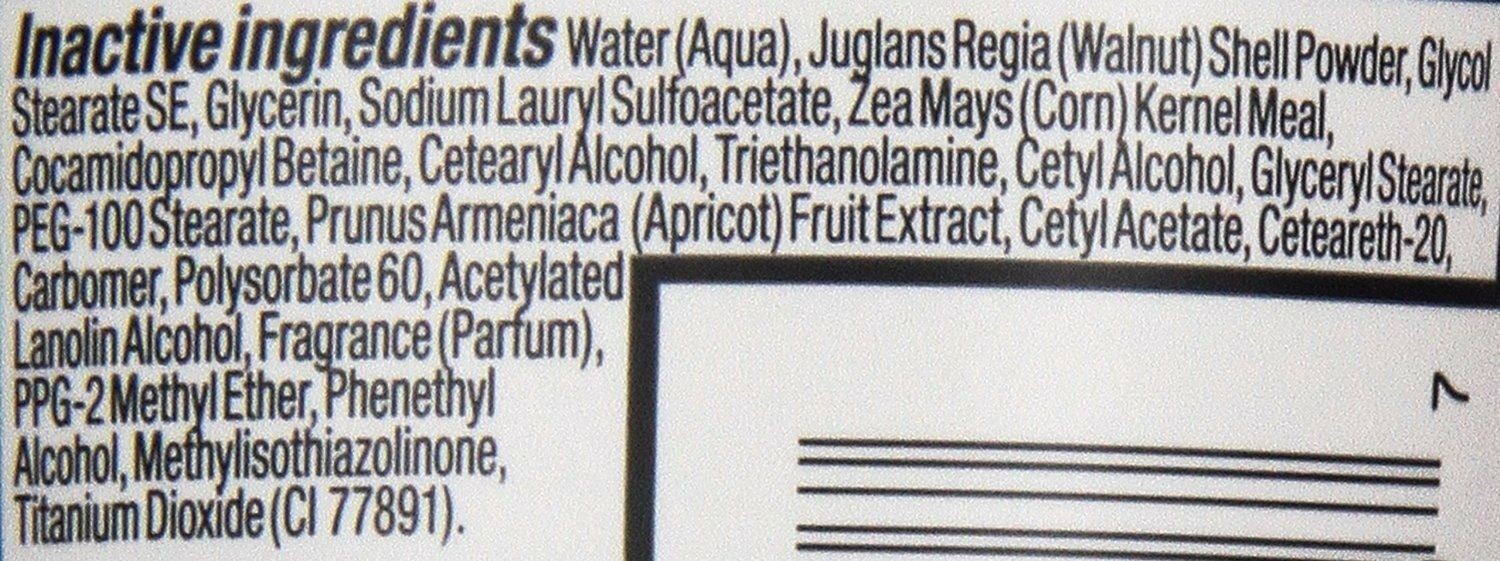 Inactive ingredients Water (Aqua), Juglans Regia (Walnut) Shell Powder, Glycol
Stearate SE, Glycerin, Sodium Lauryl Sulfoacetate, Zea Mays (Corn) Kernel Meal,
Cocamidopropyl Betaine, Cetearyl Alcohol, Triethanolamine, Cetyl Alcohol, Glyceryl Stearate,
PEG-100 Stearate, Prunus Armeniaca (Apricot) Fruit Extract, Cetyl Acetate, Ceteareth-20,
Carbomer, Polysorbate 60, Acetylated
Lanolin Alcohol, Fragrance (Parfum),
PPG-2 Methyl Ether, Phenethyl
Alcohol, Methylisothiazolinone,
Titanium Dioxide (CI 77891).
7